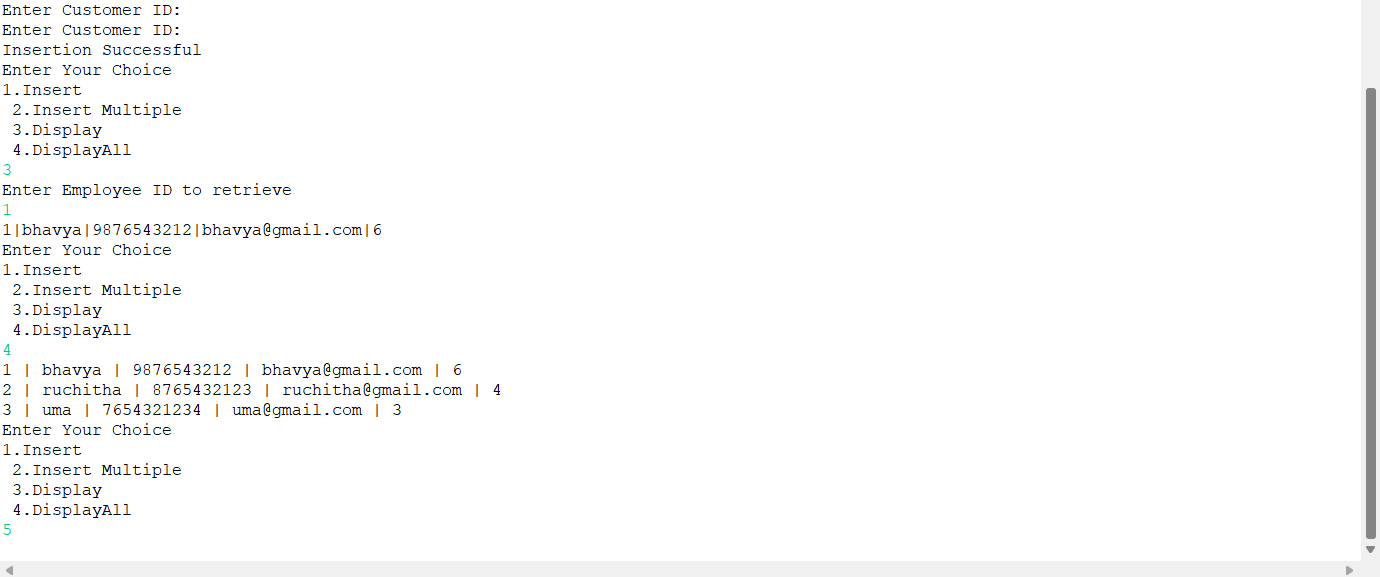 Enter Customer ID:
Enter Customer ID:
Insertion Successful
Enter Your Choice
1.Insert
 2.Insert Multiple
 3.Display
 4.DisplayAll
3
Enter Employee ID to retrieve
1
1|bhavya|9876543212|bhavya@gmail.com|6
Enter Your Choice
1.Insert
 2.Insert Multiple
 3.Display
 4.DisplayAll
4
1 | bhavya | 9876543212 | bhavya@gmail.com | 6
2 | ruchitha | 8765432123 | ruchitha@gmail.com | 4
3 | uma | 7654321234 | uma@gmail.com | 3
Enter Your Choice
1.Insert
 2.Insert Multiple
 3.Display
 4.DisplayAll
5